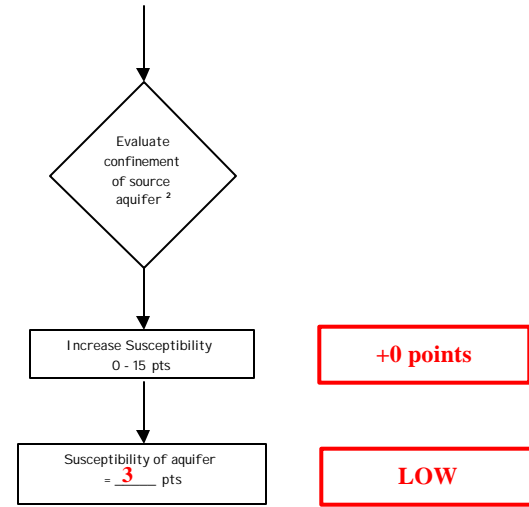 Evaluate
confinement
of source
aquifer ²
Increase Susceptibility
0 - 15 pts
+0 points
Susceptibility of aquifer
= 3 pts
LOW